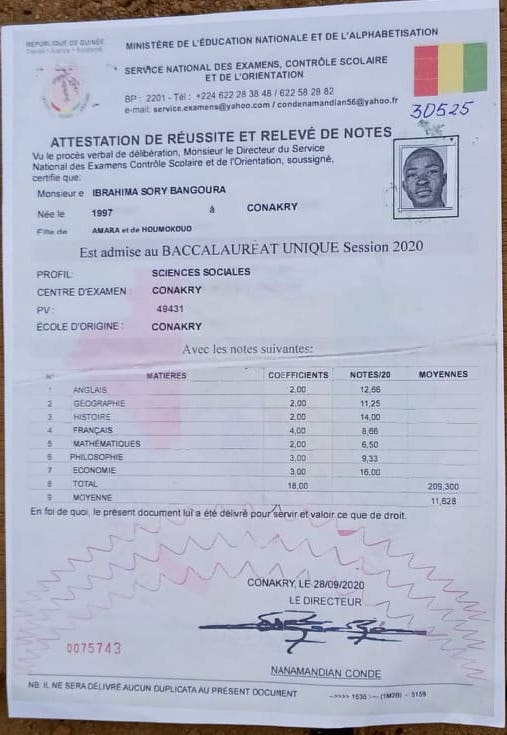 RÉPUBLIQUE DE GUINÉE
Travail - Justice - Solidarité
MINISTÈRE DE L'ÉDUCATION NATIONALE ET DE L'ALPHABETISATION
SERVICE NATIONAL DES EXAMENS, CONTRÔLE SCOLAIRE
ET DE L'ORIENTATION
BP : 2201 - Tél : +224 622 28 38 48 / 622 58 28 82
e-mail: service.examens@yahoo.com / condenamandian56@yahoo.fr
30525
ATTESTATION DE RÉUSSITE ET RELEVÉ DE NOTES
Vu le procès verbal de délibération, Monsieur le Directeur du Service
National des Examens Contrôle Scolaire et de l'Orientation, soussigné,
certifie que:
Monsieur e IBRAHIMA SORY BANGOURA
Née le 1997 à CONAKRY
Fille de AMARA et de HOUMOKOUO
Est admise au BACCALAURÉAT UNIQUE Session 2020
PROFIL: SCIENCES SOCIALES
CENTRE D'EXAMEN : CONAKRY
PV : 49431
ÉCOLE D'ORIGINE : CONAKRY
Avec les notes suivantes:
N° MATIERES COEFFICIENTS NOTES/20 MOYENNES
1 ANGLAIS 2,00 12,66
2 GÉOGRAPHIE 2,00 11,25
3 HISTOIRE 2,00 14,00
4 FRANÇAIS 4,00 8,66
5 MATHÉMATIQUES 2,00 6,50
6 PHILOSOPHIE 3,00 9,33
7 ECONOMIE 3,00 16,00
8 TOTAL 18,00 209,300
9 MOYENNE 11,628
En foi de quoi, le présent document lui a été délivré pour servir et valoir ce que de droit.
CONAKRY, LE 28/09/2020
LE DIRECTEUR
0075743
NANAMANDIAN CONDE
NB: IL NE SERA DÉLIVRÉ AUCUN DUPLICATA AU PRÉSENT DOCUMENT